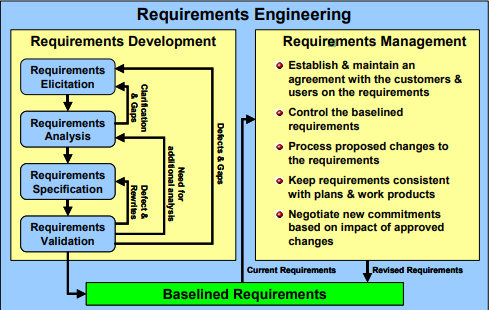 Requirements Engineering
Requirements Development
Requirements
Elicitation
Clarification
& Gaps
Requirements
Analysis
Requirements
Specification
Defect &
Rewrites
Need for
additional analysis
Defects & Gaps
Requirements
Validation
Requirements Management
Establish & maintain an
agreement with the customers &
users on the requirements
Control the baselined
requirements
Process proposed changes to
the requirements
Keep requirements consistent
with plans & work products
Negotiate new commitments
based on impact of approved
changes
Current Requirements
Revised Requirements
Baselined Requirements